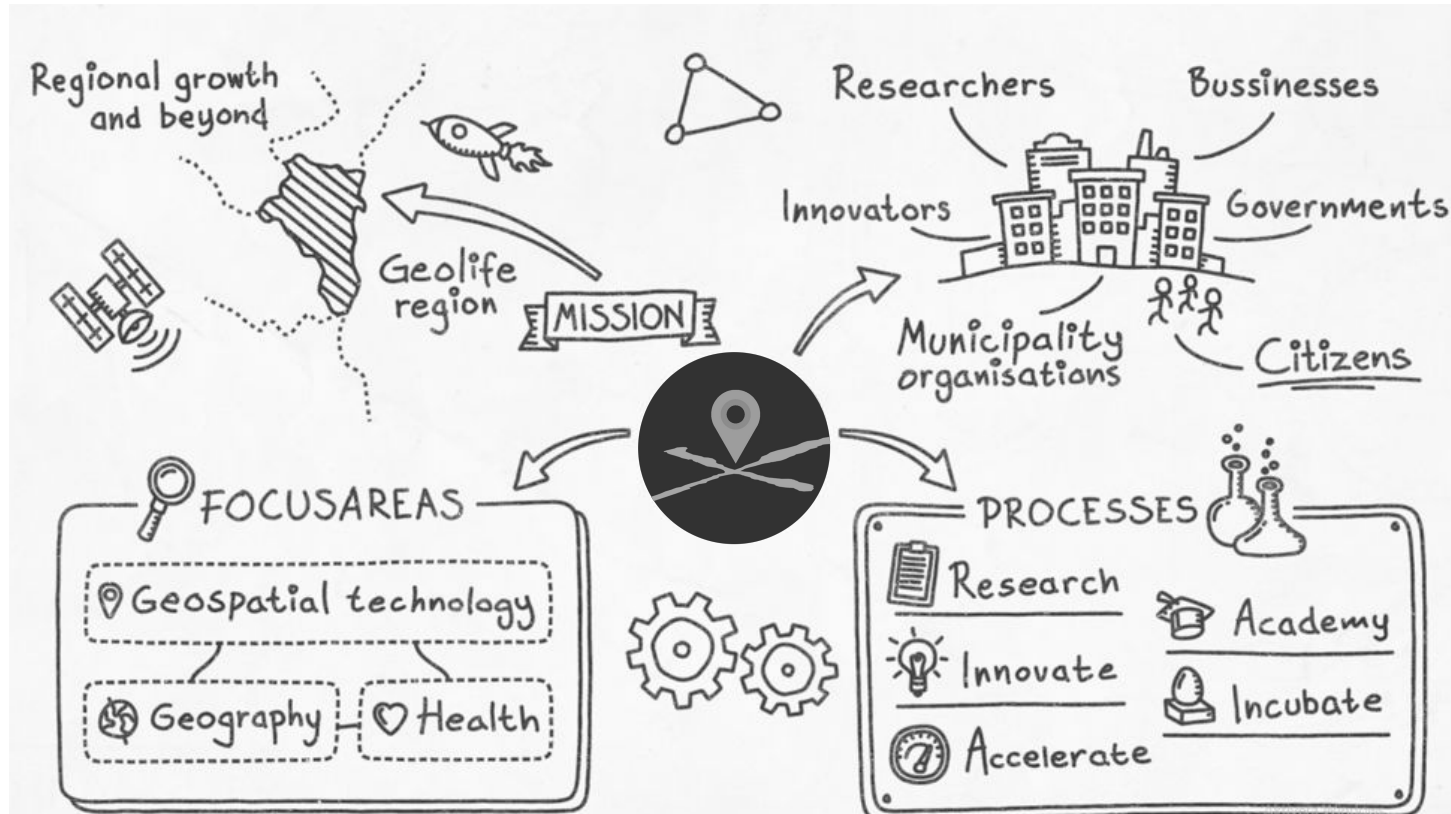 Regional growth
and beyond
Geolife
region
MISSION
Researchers
Bussinesses
Innovators
Governments
Municipality
organisations
Citizens
FOCUSAREAS
Geospatial technology
Geography
Health
PROCESSES
Research
Innovate
Accelerate
Academy
Incubate